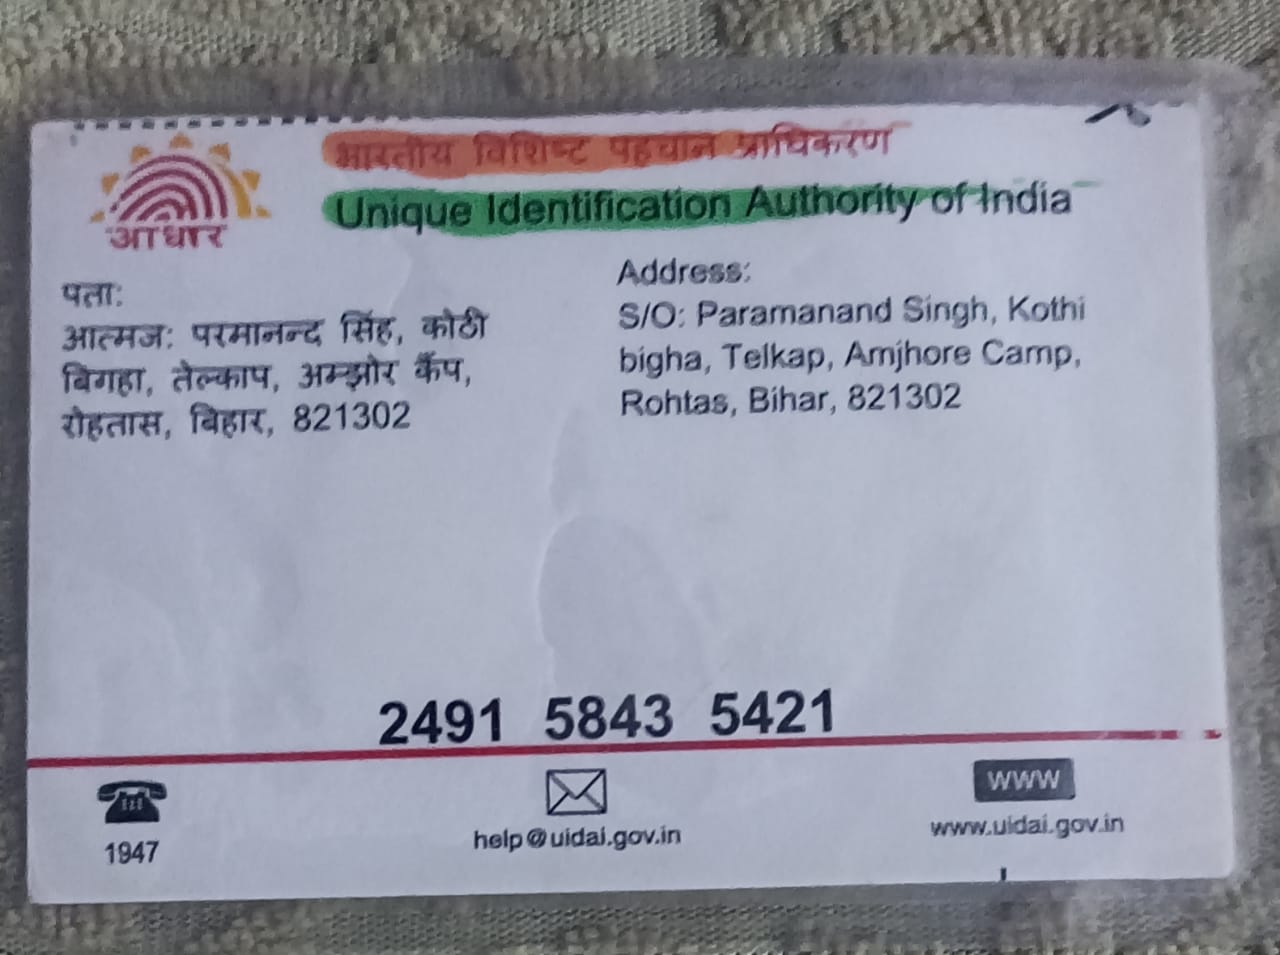 आधार
भारतीय विशिष्ट पहचान प्राधिकरण
Unique Identification Authority of India
पता:
आत्मज: परमानन्द सिंह, कोठी
बिगहा, तेल्काप, अम्झोर कैंप,
रोहतास, बिहार, 821302
Address:
S/O: Paramanand Singh, Kothi
bigha, Telkap, Amjhore Camp,
Rohtas, Bihar, 821302
2491 5843 5421
1947
help@uidai.gov.in
www
www.uidai.gov.in